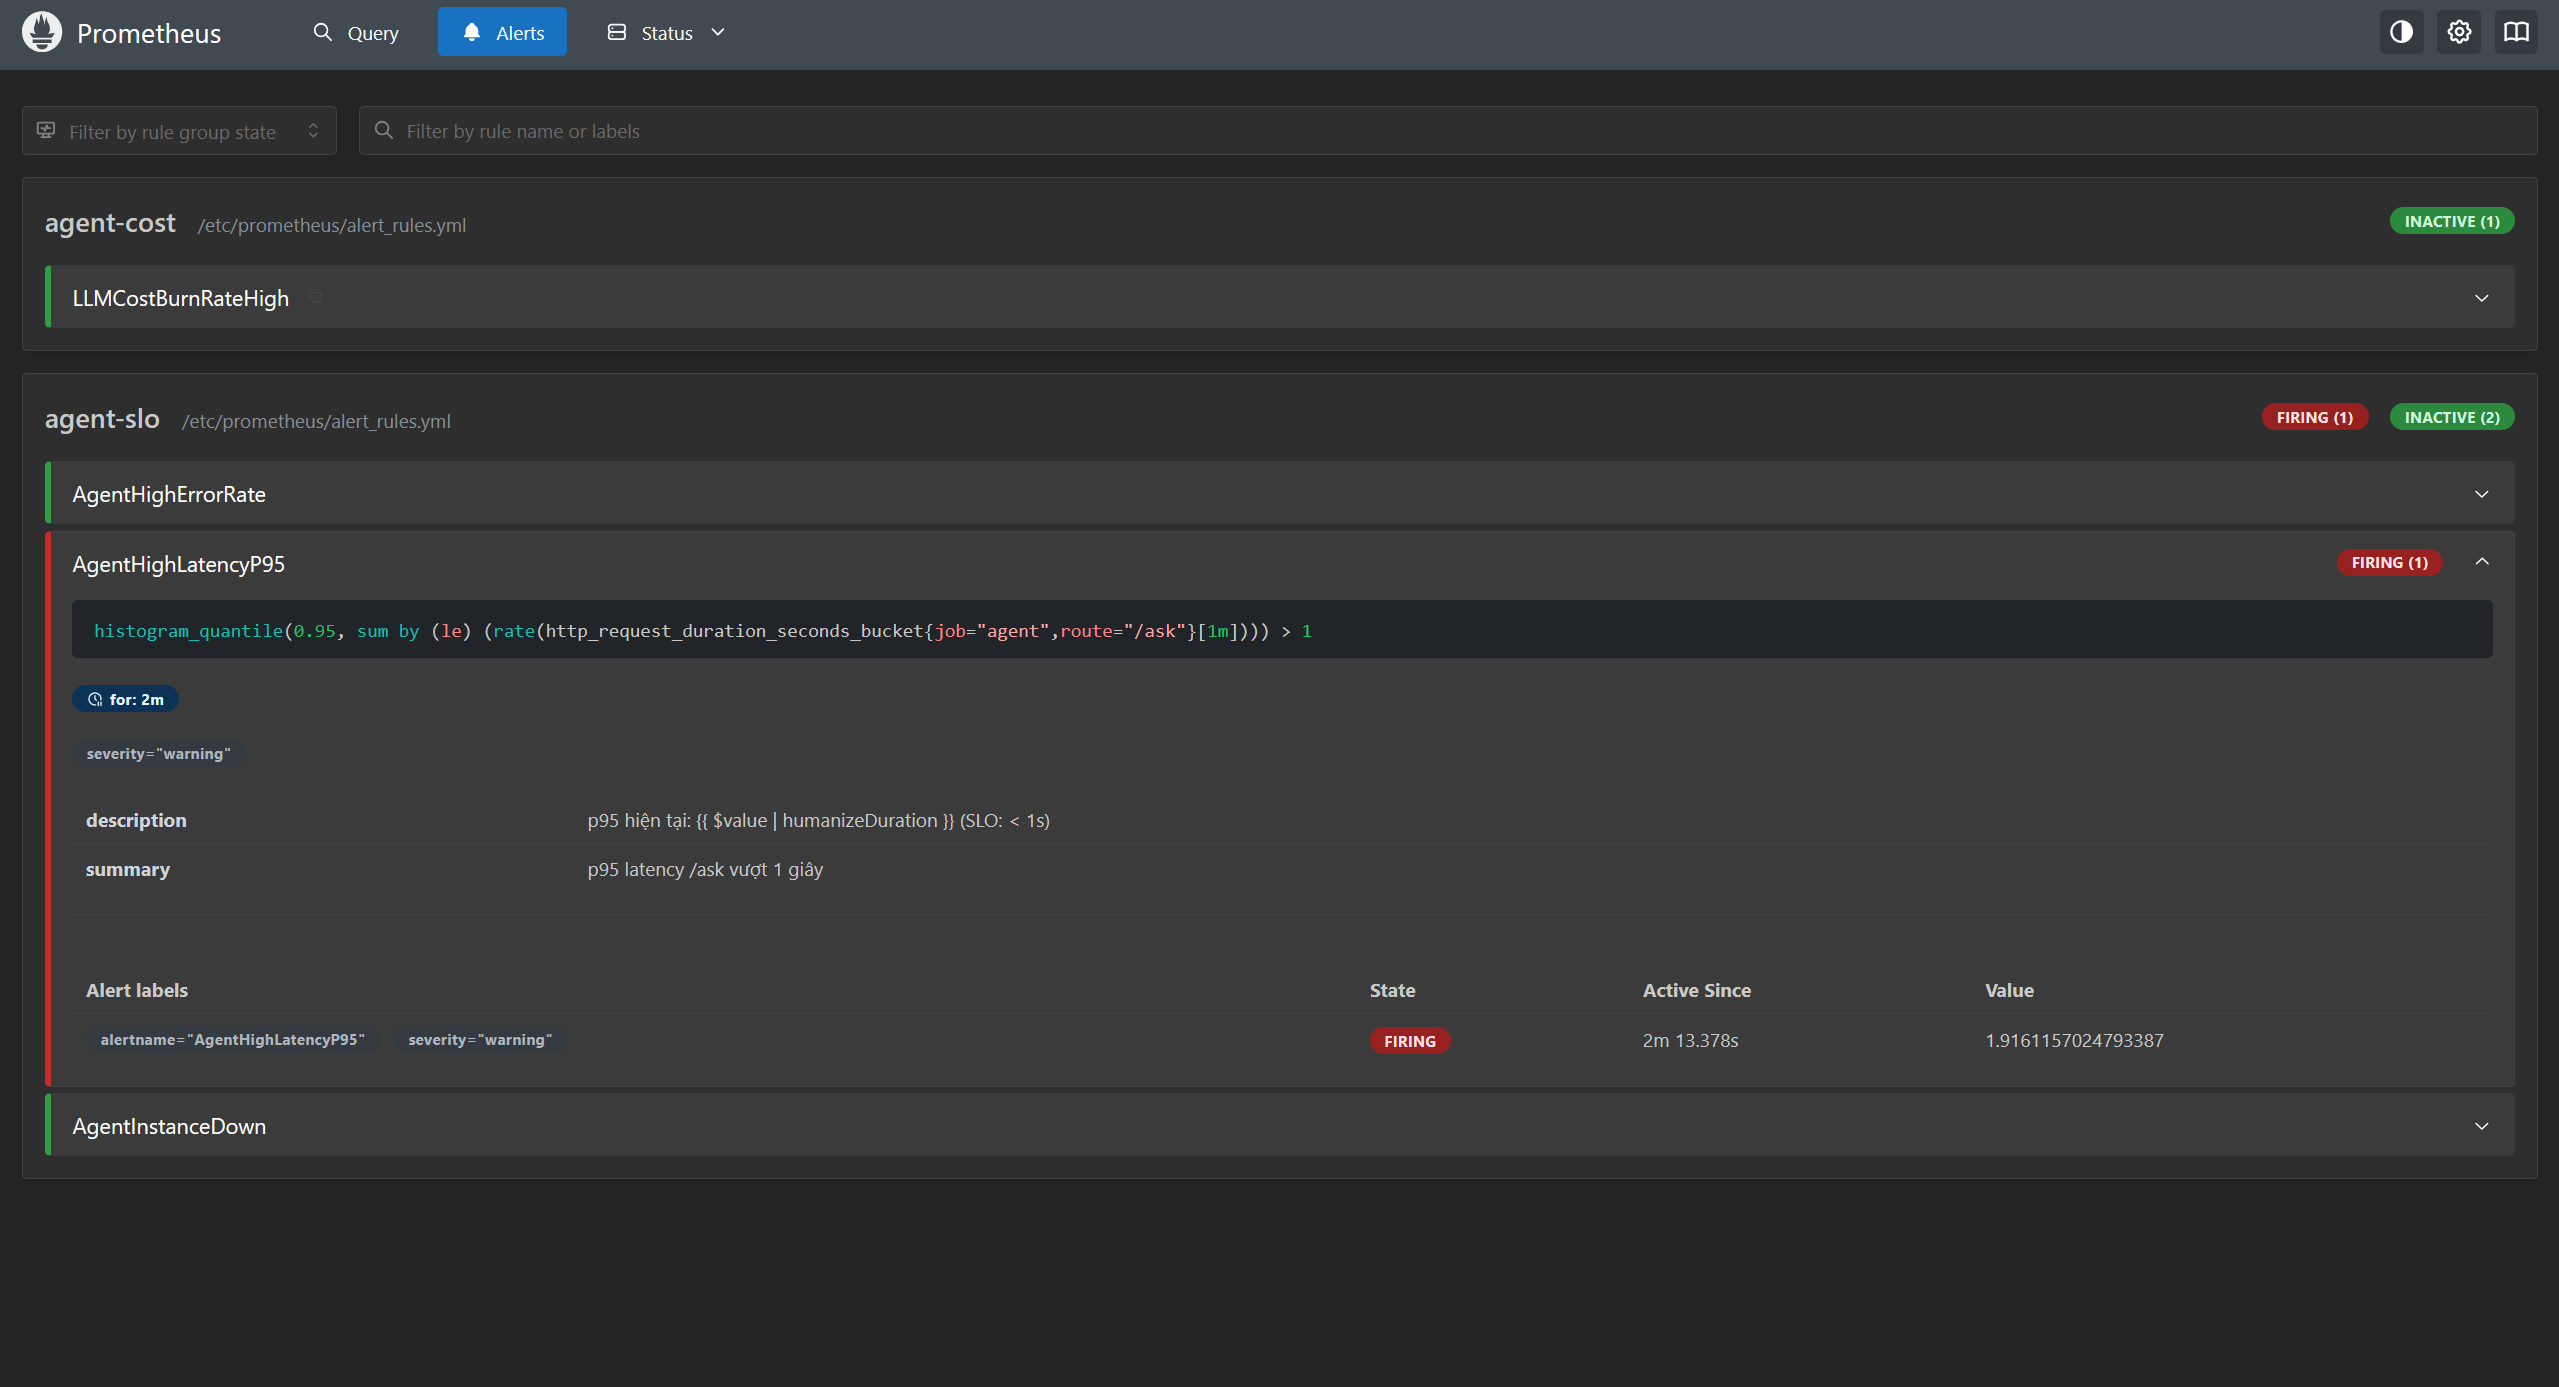 Prometheus Query Alerts Status
Filter by rule group state Filter by rule name or labels
agent-cost /etc/prometheus/alert_rules.yml INACTIVE (1)
LLMCostBurnRateHigh
agent-slo /etc/prometheus/alert_rules.yml FIRING (1) INACTIVE (2)
AgentHighErrorRate
AgentHighLatencyP95 FIRING (1)
histogram_quantile(0.95, sum by (le) (rate(http_request_duration_seconds_bucket{job="agent",route="/ask"}[1m]))) > 1
for: 2m
severity="warning"
description p95 hiện tại: {{ $value | humanizeDuration }} (SLO: < 1s)
summary p95 latency /ask vượt 1 giây
Alert labels State Active Since Value
alertname="AgentHighLatencyP95" severity="warning" FIRING 2m 13.378s 1.9161157024793387
AgentInstanceDown